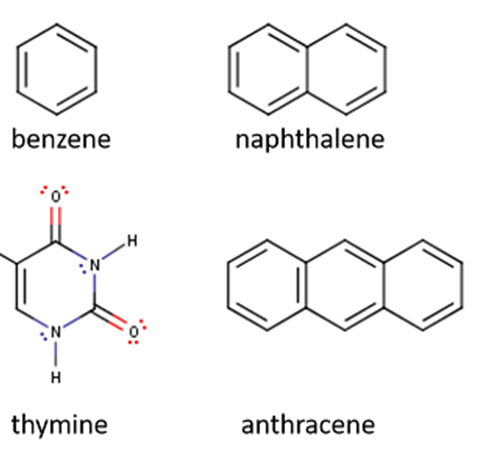 benzene naphthalene
O
H
N
N O
H
thymine anthracene